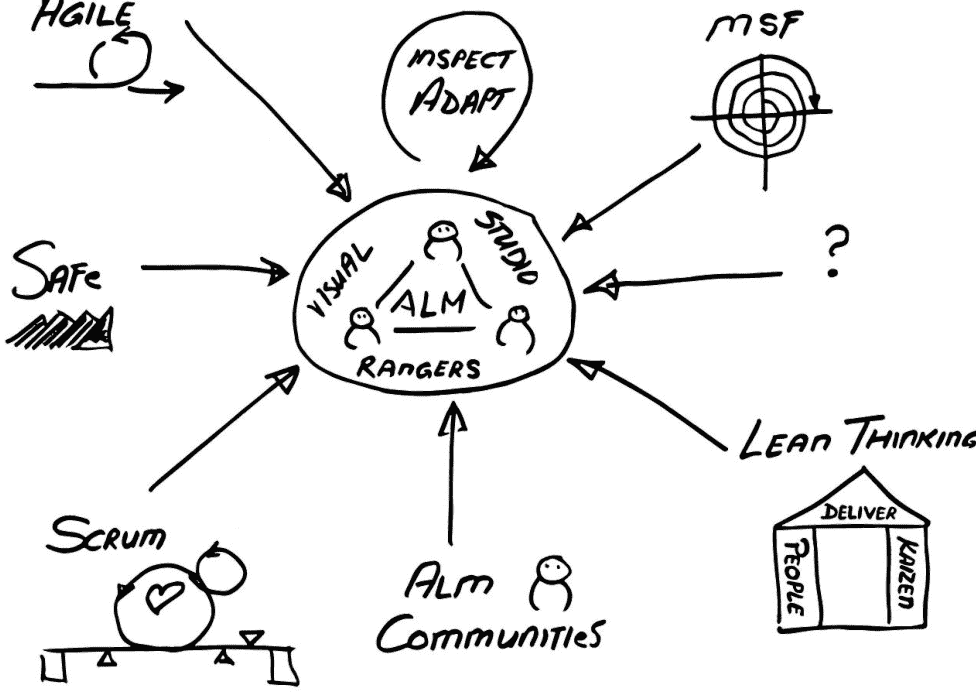 AGILE
INSPECT
ADAPT
MSF
SAFe
VISUAL
STUDIO
ALM
RANGERS
?
LEAN THINKING
DELIVER
PEOPLE
KAIZEN
SCRUM
ALM
COMMUNITIES